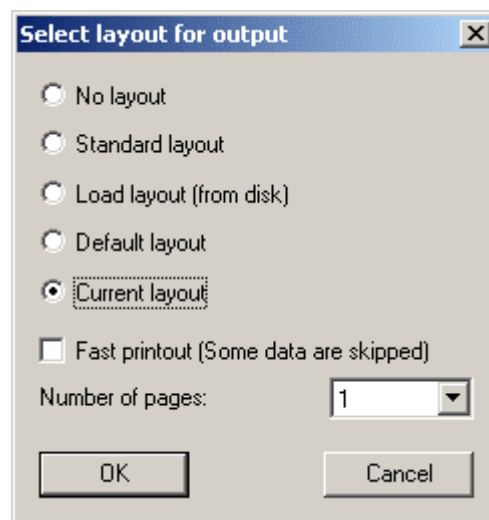 Select layout for output
No layout
Standard layout
Load layout (from disk)
Default layout
Current layout
Fast printout (Some data are skipped)
Number of pages: 1
OK Cancel